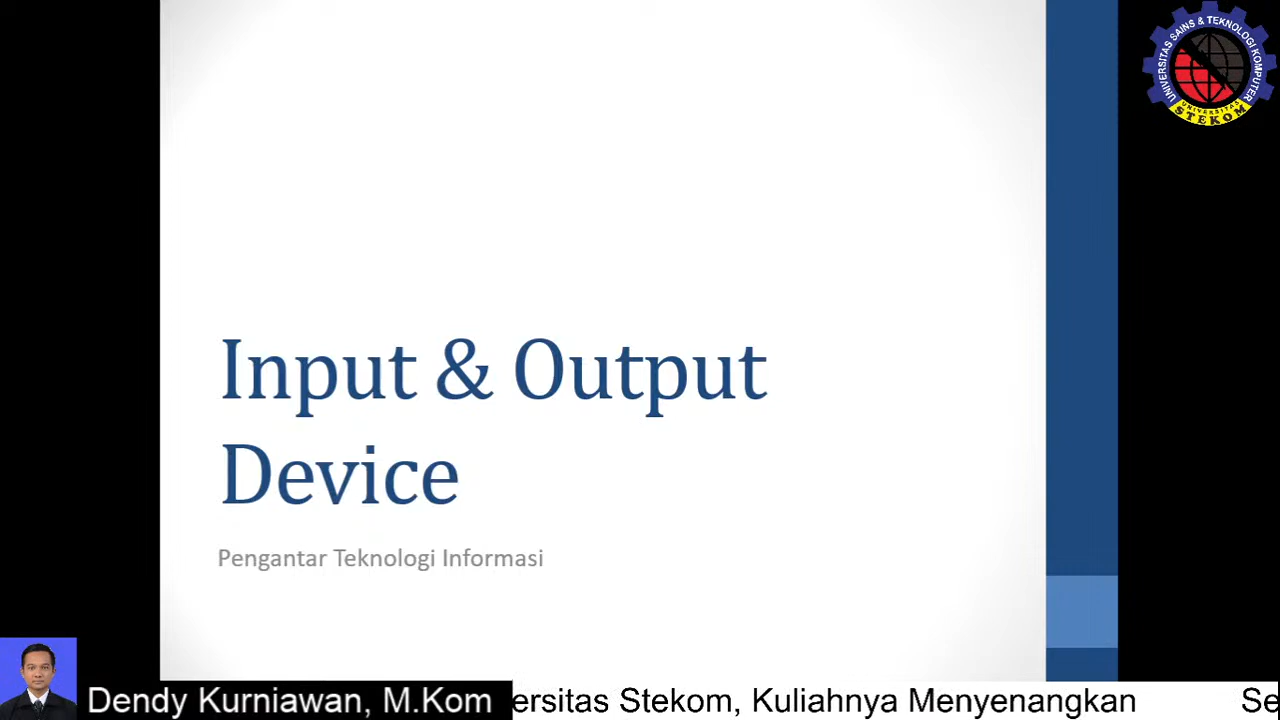 UNIVERSITAS SAINS & TEKNOLOGI KOMPUTER
UNIVERSITAS
STEKOM
Input & Output
Device
Pengantar Teknologi Informasi
Dendy Kurniawan, M.Kom
ersitas Stekom, Kuliahnya Menyenangkan
Se